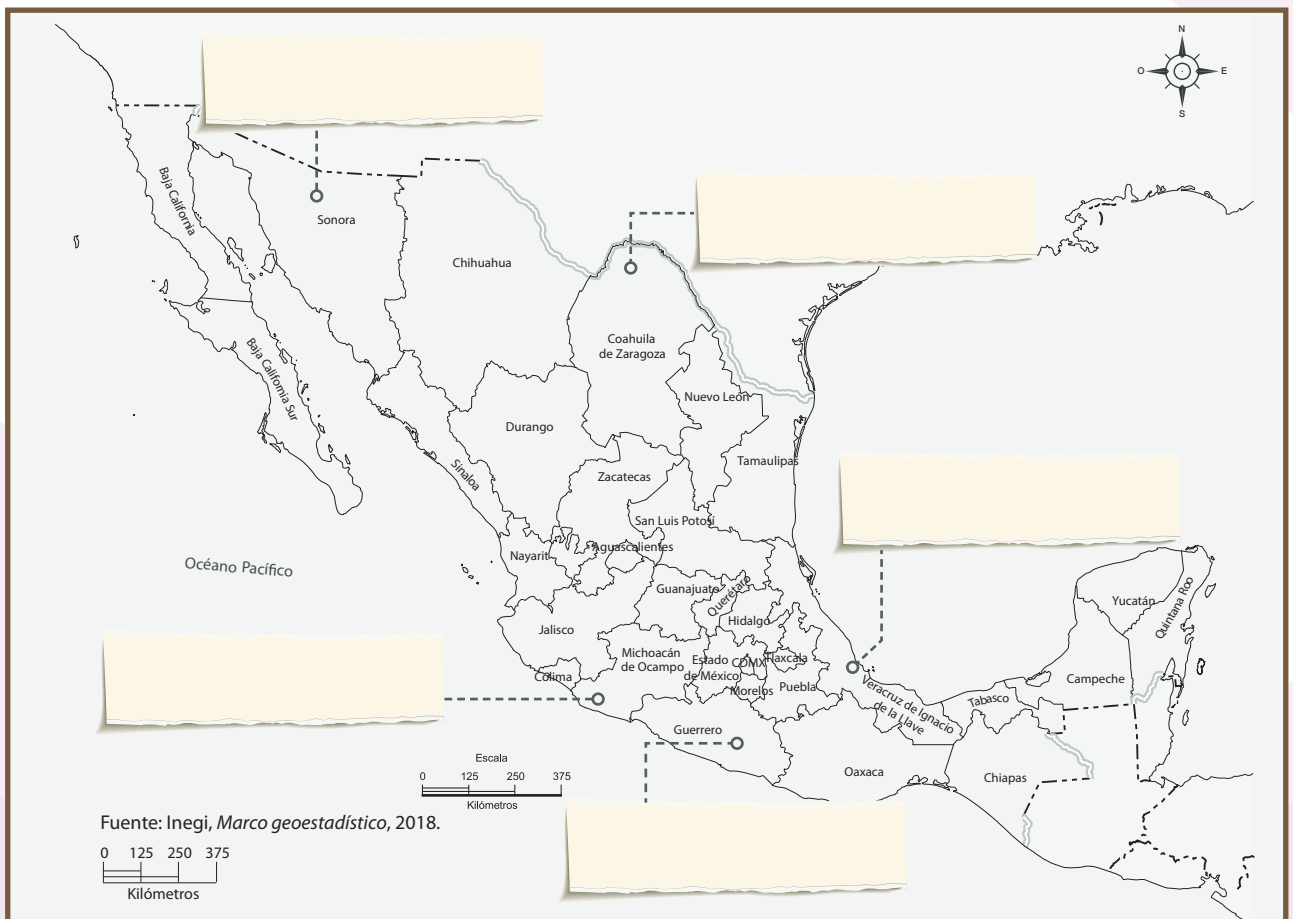 N
O
E
S
Baja California
Sonora
Chihuahua
Coahuila
de Zaragoza
Baja California Sur
Nuevo León
Durango
Tamaulipas
Sinaloa
Zacatecas
San Luis Potosí
Aguascalientes
Nayarit
Océano Pacífico
Guanajuato
Querétaro
Hidalgo
Yucatán
Quintana Roo
Jalisco
Michoacán
de Ocampo
Estado
de México
CDMX
Tlaxcala
Colima
Morelos
Puebla
Veracruz de Ignacio
de la Llave
Tabasco
Campeche
Guerrero
Oaxaca
Chiapas
Escala
0 125 250 375
Kilómetros
Fuente: Inegi, Marco geoestadístico, 2018.
0 125 250 375
Kilómetros